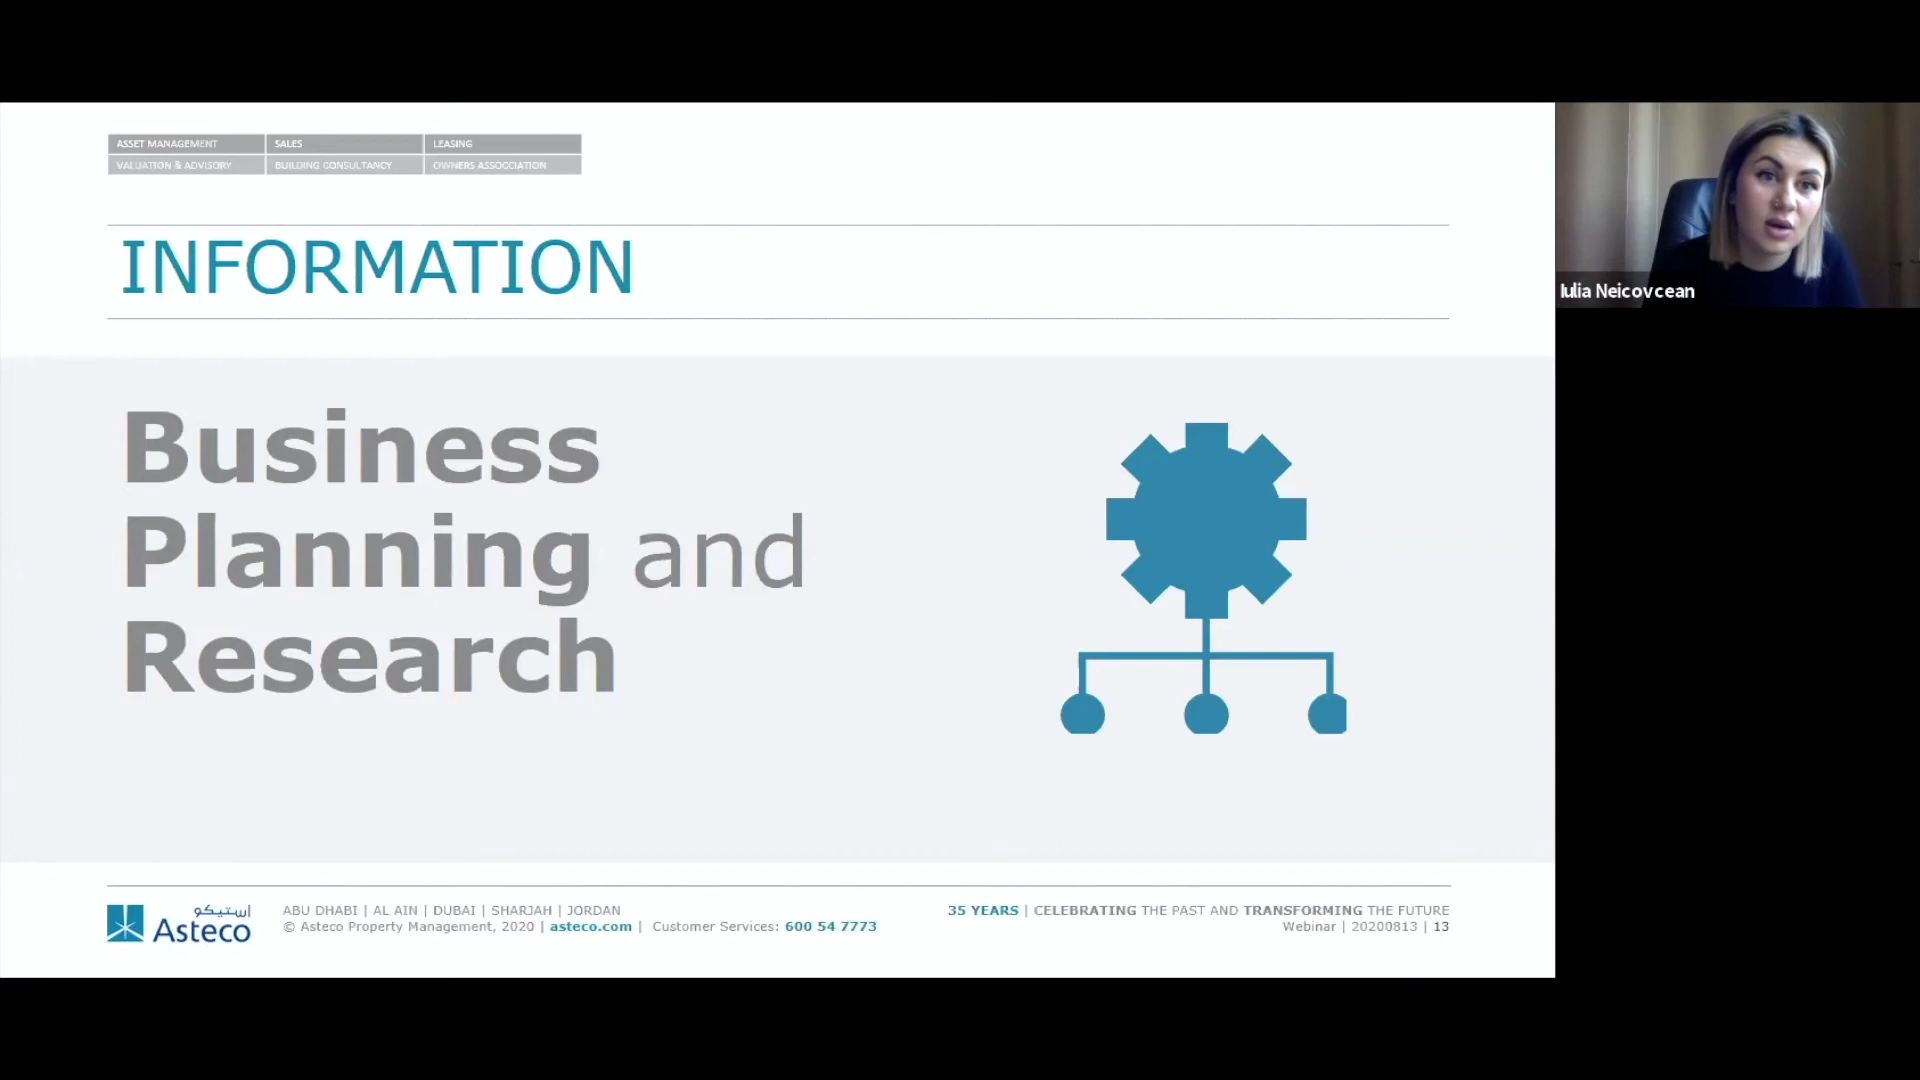 ASSET MANAGEMENT SALES LEASING
VALUATION & ADVISORY BUILDING CONSULTANCY OWNERS ASSOCCIATION
INFORMATION
Iulia Neicovcean
Business
Planning and
Research
استيكو
Asteco
ABU DHABI | AL AIN | DUBAI | SHARJAH | JORDAN
© Asteco Property Management, 2020 | asteco.com | Customer Services: 600 54 7773
35 YEARS | CELEBRATING THE PAST AND TRANSFORMING THE FUTURE
Webinar | 20200813 | 13